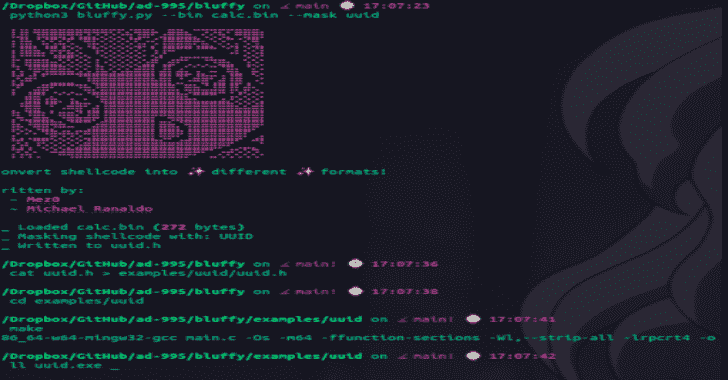 /Dropbox/GitHub/ad-995/bluffy on main 17:07:23
python3 bluffy.py --bin calc.bin --mask uuid
onvert shellcode into ✨ different ✨ formats!
ritten by:
~ Mez0
~ Michael Ranaldo
_ Loaded calc.bin (272 bytes)
_ Masking shellcode with: UUID
_ Written to uuid.h
/Dropbox/GitHub/ad-995/bluffy on main! 17:07:36
cat uuid.h > examples/uuid/uuid.h
/Dropbox/GitHub/ad-995/bluffy on main! 17:07:38
cd examples/uuid
/Dropbox/GitHub/ad-995/bluffy/examples/uuid on main! 17:07:41
make
86_64-w64-mingw32-gcc main.c -Os -m64 -ffunction-sections -Wl,--strip-all -lrpcrt4 -o
/Dropbox/GitHub/ad-995/bluffy/examples/uuid on main! 17:07:42
ll uuid.exe _